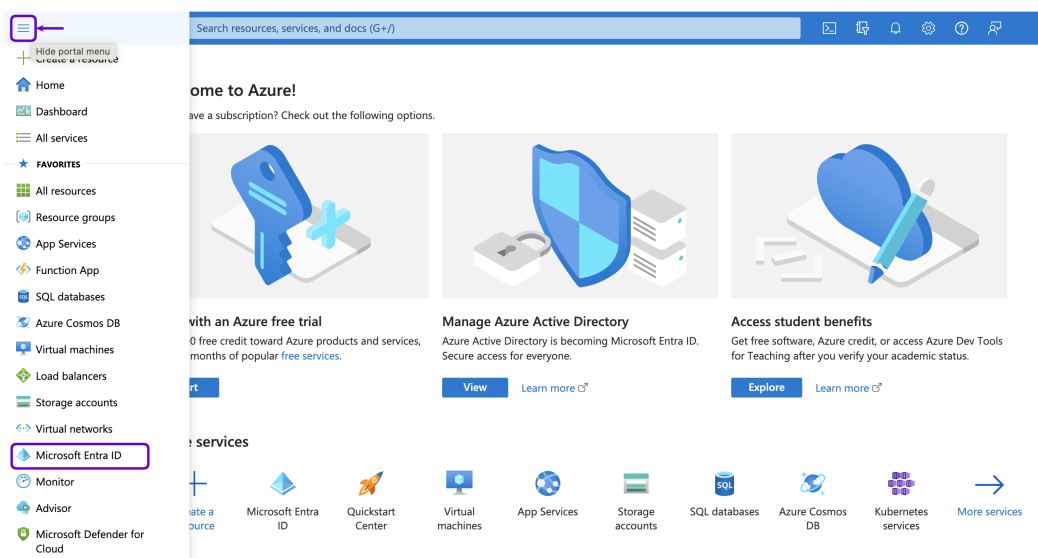 Search resources, services, and docs (G+/)
Hide portal menu
Create a resource
Home
Dashboard
All services
FAVORITES
All resources
Resource groups
App Services
Function App
SQL databases
Azure Cosmos DB
Virtual machines
Load balancers
Storage accounts
Virtual networks
Microsoft Entra ID
Monitor
Advisor
Microsoft Defender for
Cloud
ome to Azure!
ave a subscription? Check out the following options.
with an Azure free trial
0 free credit toward Azure products and services,
months of popular free services.
rt
Manage Azure Active Directory
Azure Active Directory is becoming Microsoft Entra ID.
Secure access for everyone.
View
Learn more
Access student benefits
Get free software, Azure credit, or access Azure Dev Tools
for Teaching after you verify your academic status.
Explore
Learn more
services
eate a
ource
Microsoft Entra
ID
Quickstart
Center
Virtual
machines
App Services
Storage
accounts
SQL
SQL databases
Azure Cosmos
DB
Kubernetes
services
More services